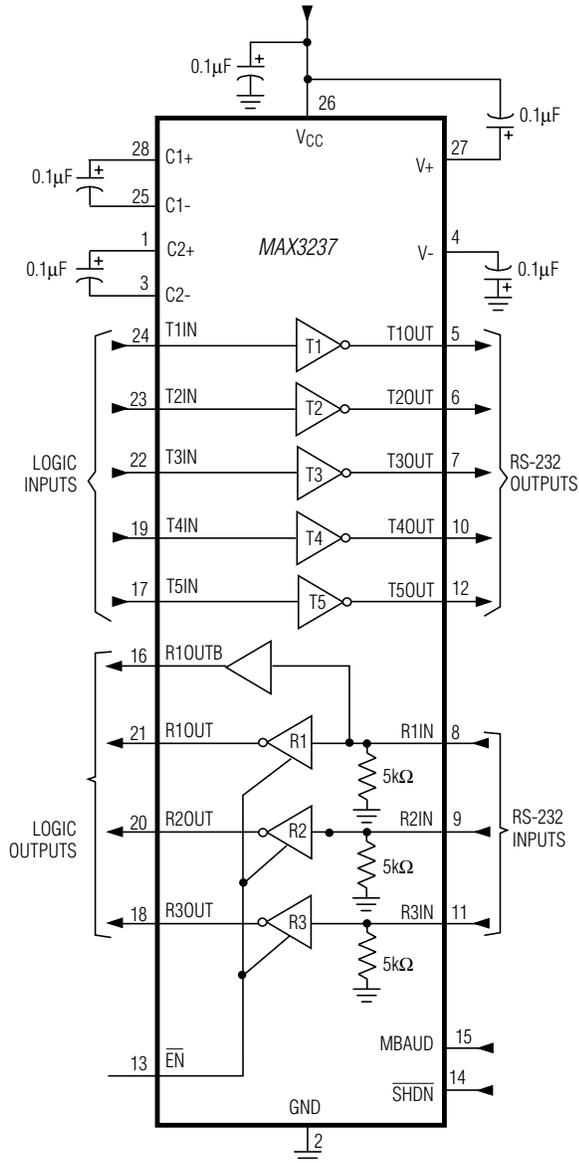 0.1µF
26
VCC
0.1µF
28
C1+
27
V+
0.1µF
25
C1-
1
C2+
MAX3237
4
V-
0.1µF
3
C2-
0.1µF
24
T1IN
T1
T1OUT
5
23
T2IN
T2
T2OUT
6
LOGIC
INPUTS
22
T3IN
T3
T3OUT
7
RS-232
OUTPUTS
19
T4IN
T4
T4OUT
10
17
T5IN
T5
T5OUT
12
16
R1OUTB
21
R1OUT
R1
R1IN
8
5kΩ
LOGIC
OUTPUTS
20
R2OUT
R2
R2IN
9
RS-232
INPUTS
5kΩ
18
R3OUT
R3
R3IN
11
5kΩ
MBAUD
15
13
EN
SHDN
14
GND
2